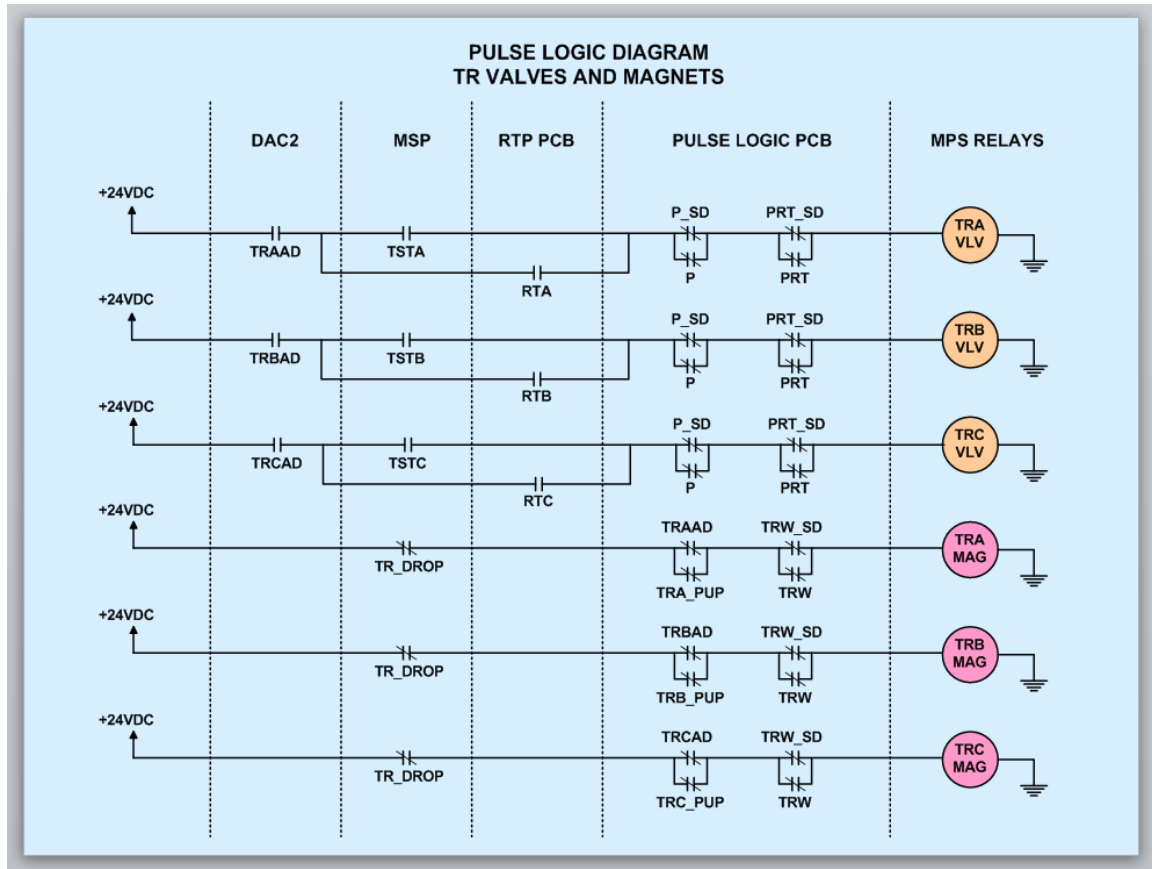 PULSE LOGIC DIAGRAM
TR VALVES AND MAGNETS
DAC2 MSP RTP PCB PULSE LOGIC PCB MPS RELAYS
+24VDC
P_SD PRT_SD
TRA
VLV
TRAAD TSTA
P PRT
RTA
+24VDC
P_SD PRT_SD
TRB
VLV
TRBAD TSTB
P PRT
RTB
+24VDC
P_SD PRT_SD
TRC
VLV
TRCAD TSTC
P PRT
RTC
+24VDC
TRAAD TRW_SD
TRA
MAG
TR_DROP
TRA_PUP TRW
+24VDC
TRBAD TRW_SD
TRB
MAG
TR_DROP
TRB_PUP TRW
+24VDC
TRCAD TRW_SD
TRC
MAG
TR_DROP
TRC_PUP TRW